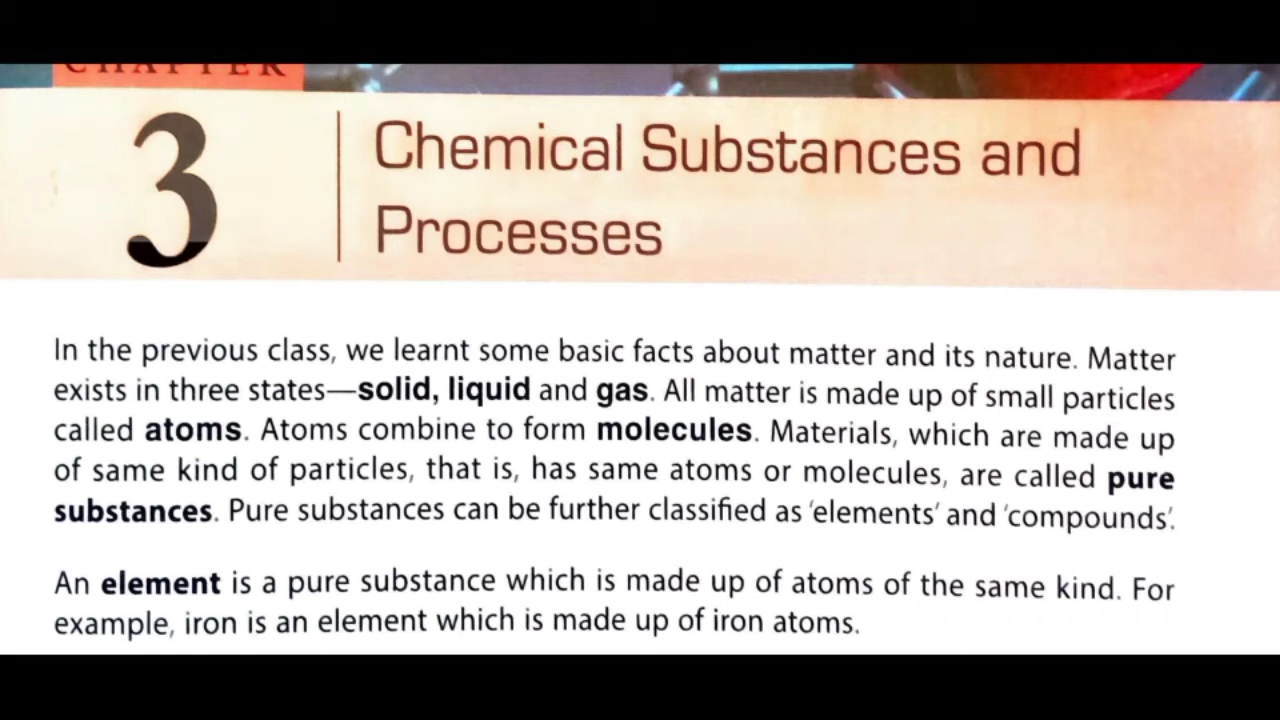 CHAPTER
3
Chemical Substances and
Processes
In the previous class, we learnt some basic facts about matter and its nature. Matter
exists in three states—solid, liquid and gas. All matter is made up of small particles
called atoms. Atoms combine to form molecules. Materials, which are made up
of same kind of particles, that is, has same atoms or molecules, are called pure
substances. Pure substances can be further classified as 'elements' and 'compounds'.
An element is a pure substance which is made up of atoms of the same kind. For
example, iron is an element which is made up of iron atoms.